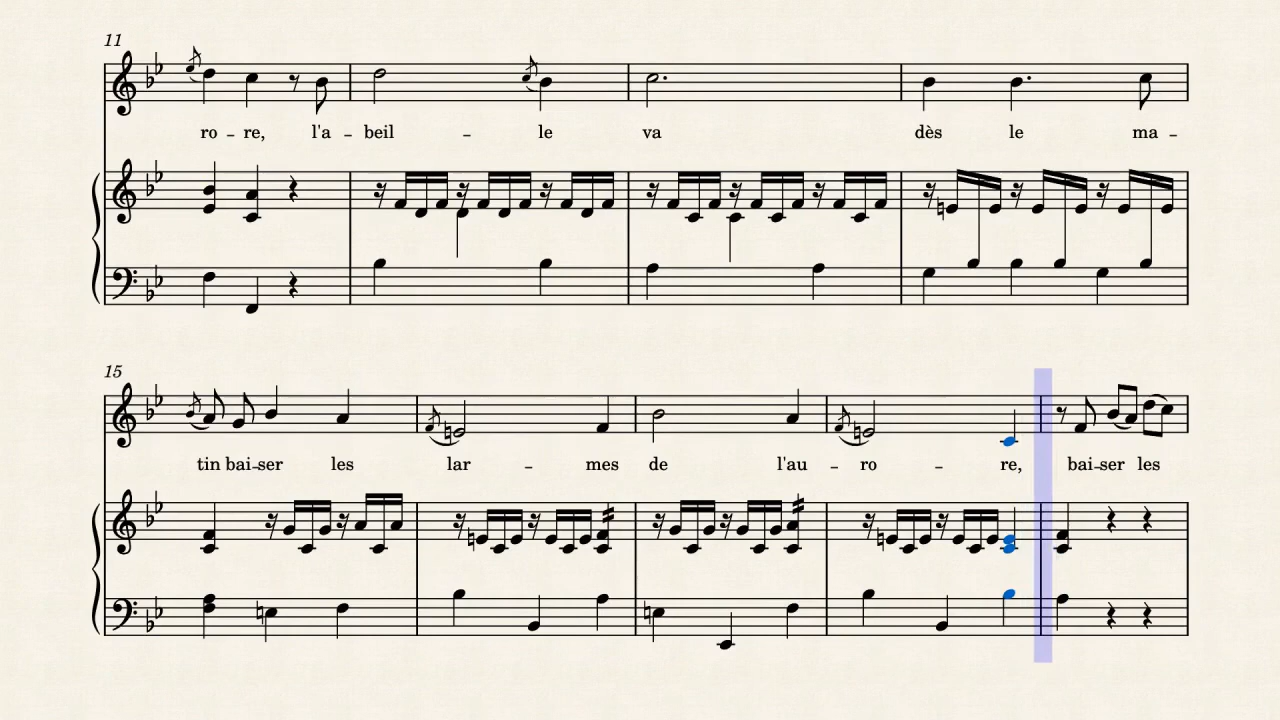 11
ro - re, l'a - beil - le va dès le ma -
15
tin bai-ser les lar - mes de l'au - ro - re, bai-ser les